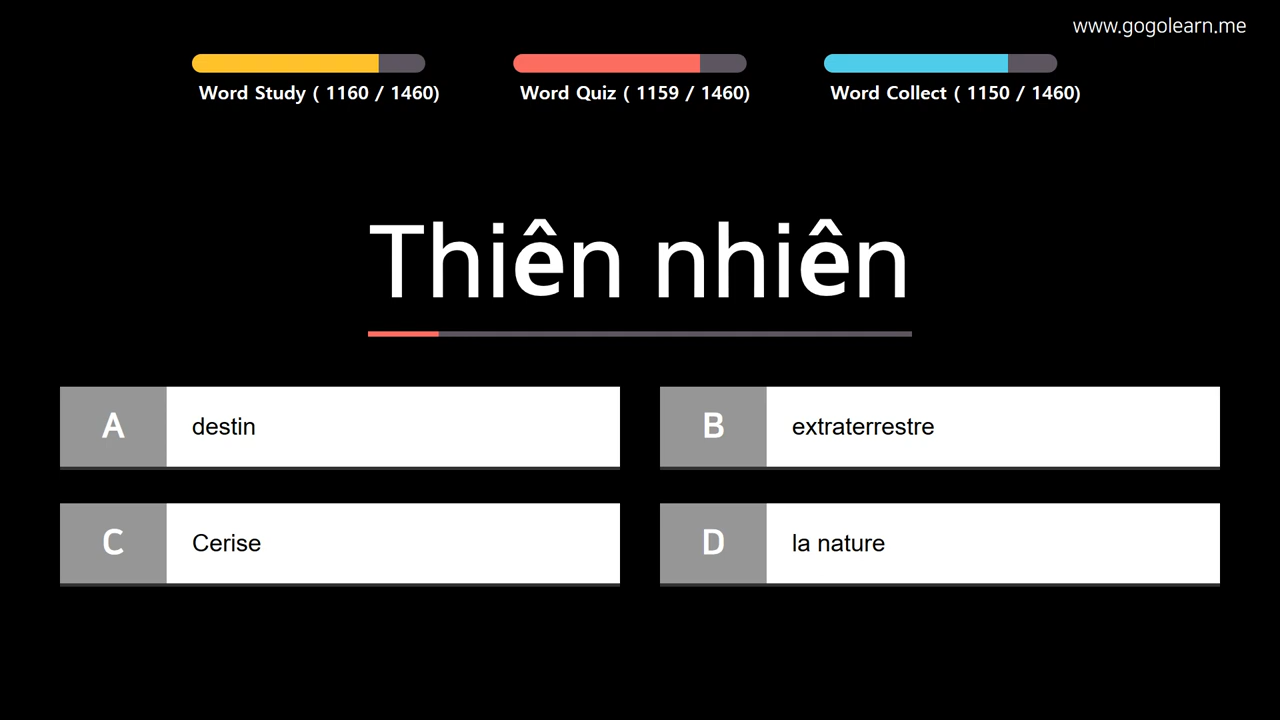 www.gogolearn.me
Word Study ( 1160 / 1460)
Word Quiz ( 1159 / 1460)
Word Collect ( 1150 / 1460)
Thiên nhiên
A destin
B extraterrestre
C Cerise
D la nature